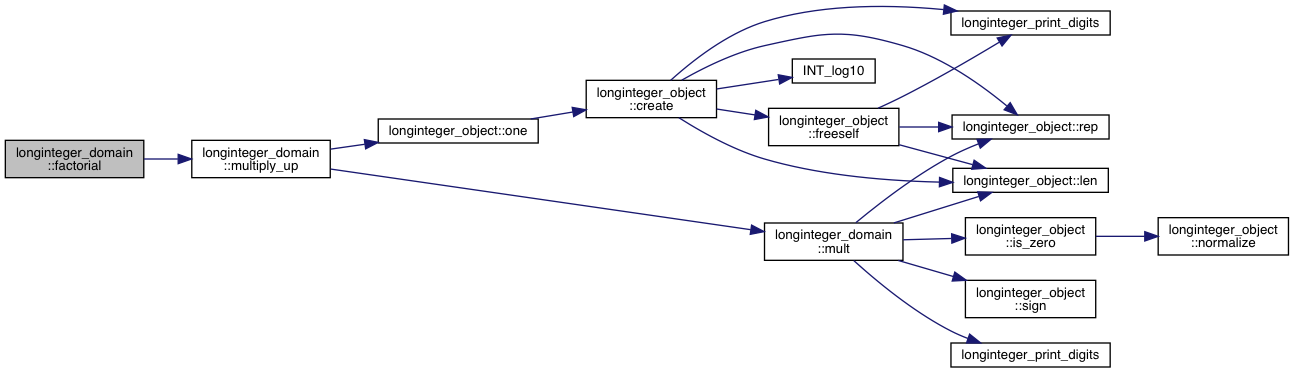 longinteger_domain
::factorial
longinteger_domain
::multiply_up
longinteger_object::one
longinteger_object
::create
longinteger_print_digits
INT_log10
longinteger_object
::freeself
longinteger_object::rep
longinteger_object::len
longinteger_domain
::mult
longinteger_object
::is_zero
longinteger_object
::normalize
longinteger_object
::sign
longinteger_print_digits